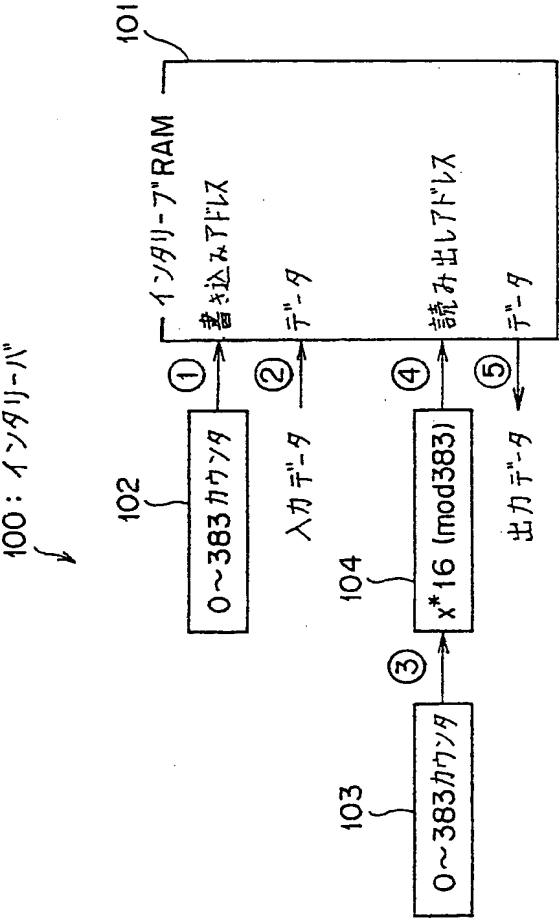 100：インタリーバ
101
インタリーブRAM
102
0〜383カウンタ
①
書き込みアドレス
入力データ
②
データ
103
0〜383カウンタ
③
104
x*16 (mod383)
④
読み出しアドレス
出力データ
⑤
データ